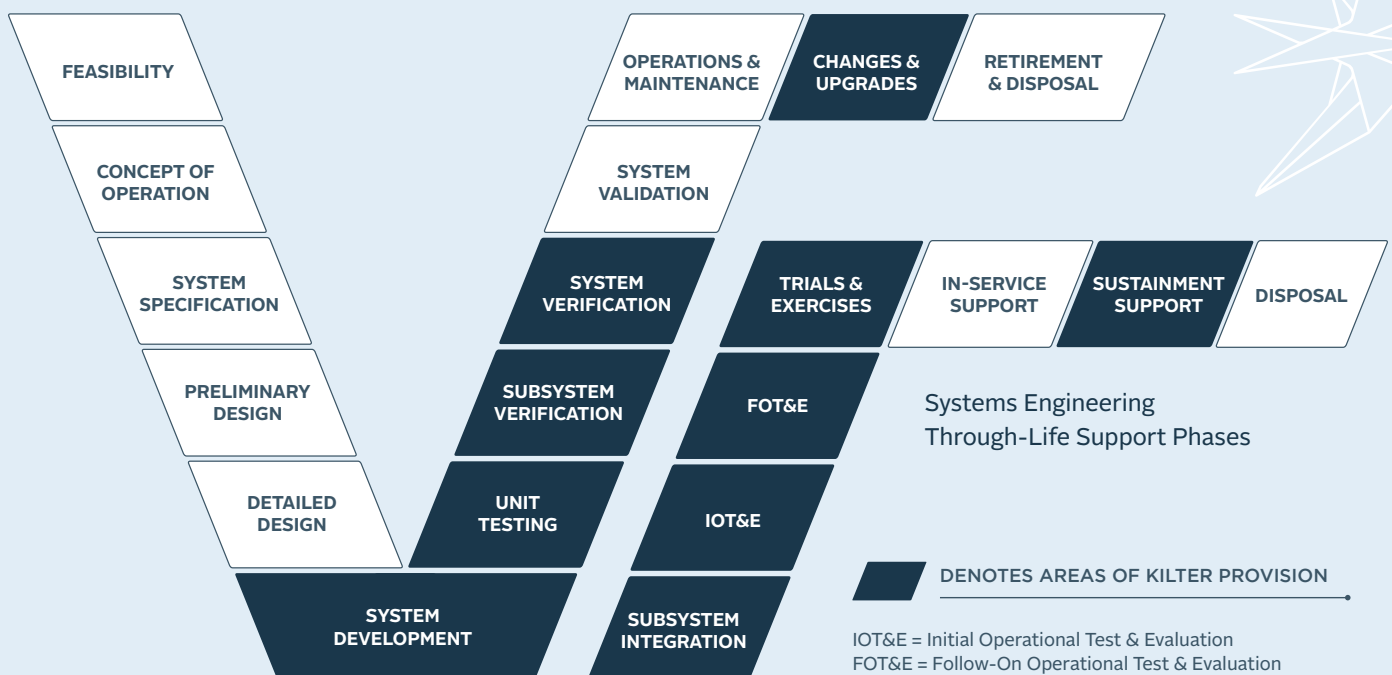 FEASIBILITY
CONCEPT OF
OPERATION
SYSTEM
SPECIFICATION
PRELIMINARY
DESIGN
DETAILED
DESIGN
SYSTEM
DEVELOPMENT
UNIT
TESTING
SUBSYSTEM
VERIFICATION
SYSTEM
VERIFICATION
SYSTEM
VALIDATION
OPERATIONS &
MAINTENANCE
CHANGES &
UPGRADES
RETIREMENT
& DISPOSAL
SUBSYSTEM
INTEGRATION
IOT&E
FOT&E
TRIALS &
EXERCISES
IN-SERVICE
SUPPORT
SUSTAINMENT
SUPPORT
DISPOSAL
Systems Engineering
Through-Life Support Phases
DENOTES AREAS OF KILTER PROVISION
IOT&E = Initial Operational Test & Evaluation
FOT&E = Follow-On Operational Test & Evaluation